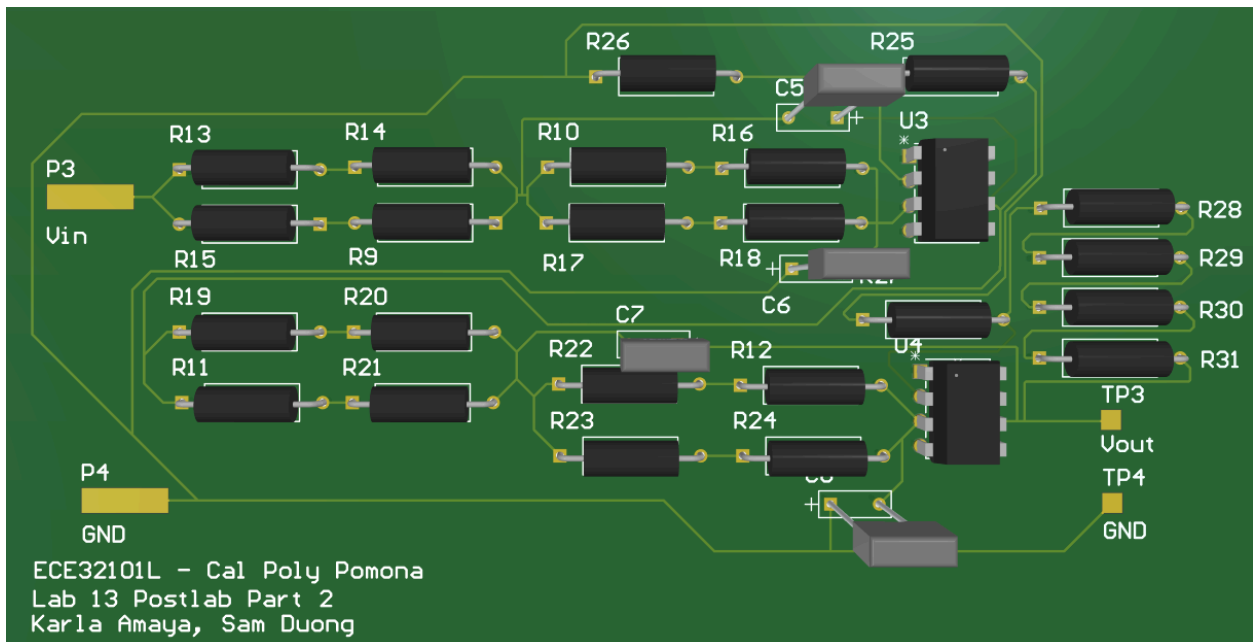 R26
R25
C5
U3
*
R13
R14
R10
R16
P3
Vin
R28
R29
R15
R9
R17
R18
R27
C6
R19
R20
C7
R30
R22
R12
U4
*
R31
R11
R21
TP3
Vout
R23
R24
P4
TP4
GND
GND
ECE32101L - Cal Poly Pomona
Lab 13 Postlab Part 2
Karla Amaya, Sam Duong